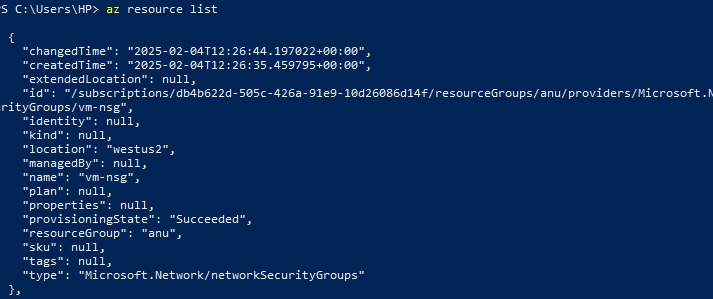 PS C:\Users\HP> az resource list
{
"changedTime": "2025-02-04T12:26:44.197022+00:00",
"createdTime": "2025-02-04T12:26:35.459795+00:00",
"extendedLocation": null,
"id": "/subscriptions/db4b622d-505c-426a-91e9-10d26086d14f/resourceGroups/anu/providers/Microsoft.N
urityGroups/vm-nsg",
"identity": null,
"kind": null,
"location": "westus2",
"managedBy": null,
"name": "vm-nsg",
"plan": null,
"properties": null,
"provisioningState": "Succeeded",
"resourceGroup": "anu",
"sku": null,
"tags": null,
"type": "Microsoft.Network/networkSecurityGroups"
},